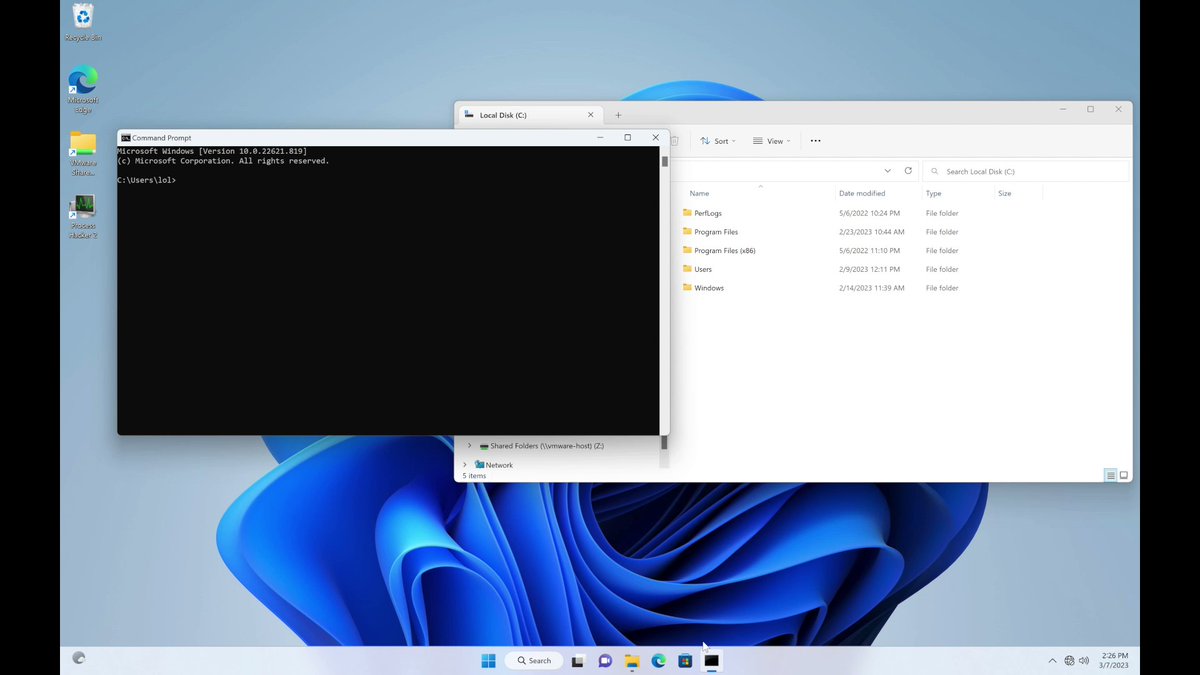 Recycle Bin
Microsoft
Edge
VMware
Share...
Process
Hacker 2
Command Prompt
Microsoft Windows [Version 10.0.22621.819]
(c) Microsoft Corporation. All rights reserved.
C:\Users\lol>
Local Disk (C:)
Sort
View
Search Local Disk (C:)
Name Date modified Type Size
PerfLogs 5/6/2022 10:24 PM File folder
Program Files 2/23/2023 10:44 AM File folder
Program Files (x86) 5/6/2022 11:10 PM File folder
Users 2/9/2023 12:11 PM File folder
Windows 2/14/2023 11:39 AM File folder
Shared Folders (\\vmware-host) (Z:)
Network
5 items
Search
2:26 PM
3/7/2023